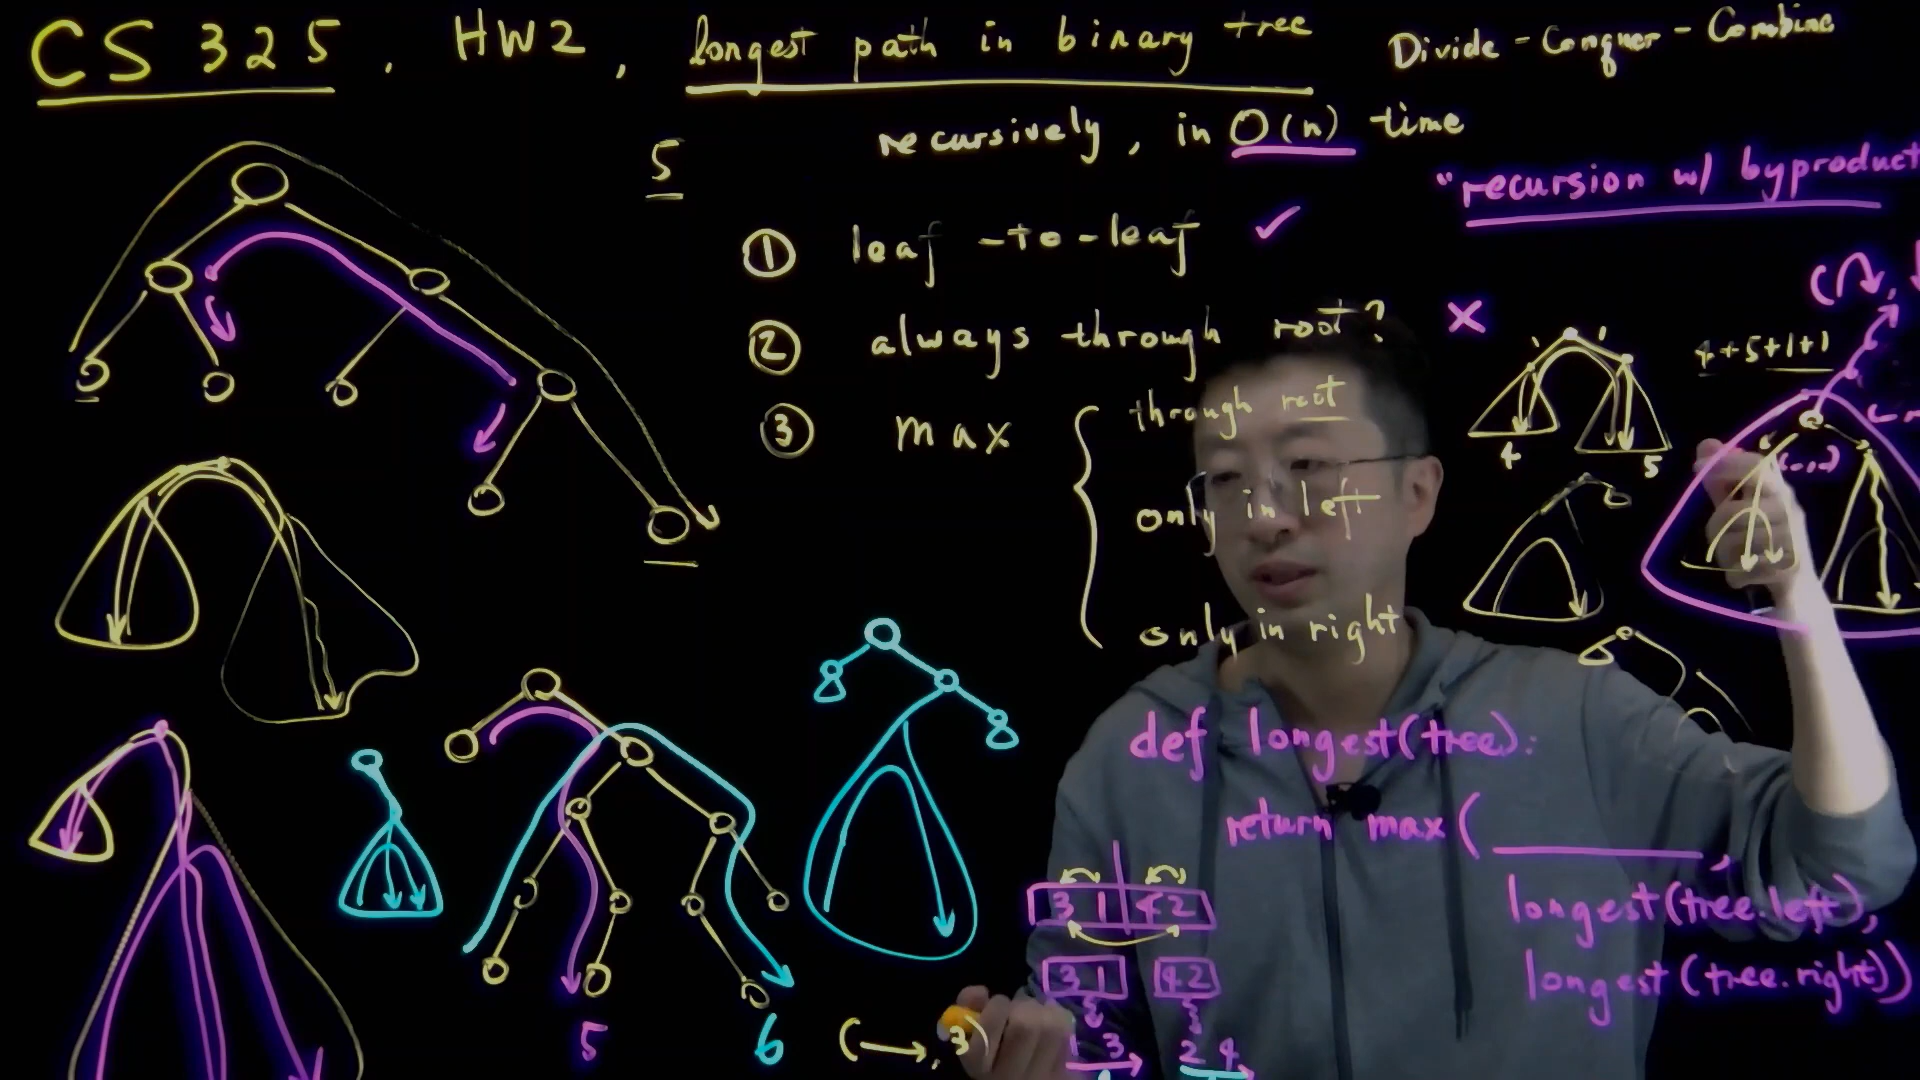 CS 325, HW2, longest path in binary tree
Divide - Conquer - Combine
recursively, in O(n) time
"recursion w/ byproduct
5
① leaf-to-leaf ✓
② always through root? ×
③ max { through root
only in left
only in right
4+5+1+1
1 1
4 5
def longest(tree):
return max( ________,
longest(tree.left),
longest(tree.right))
3 1 4 2
3 1 4 2
1 3 2 4
5
6
( →, 3)